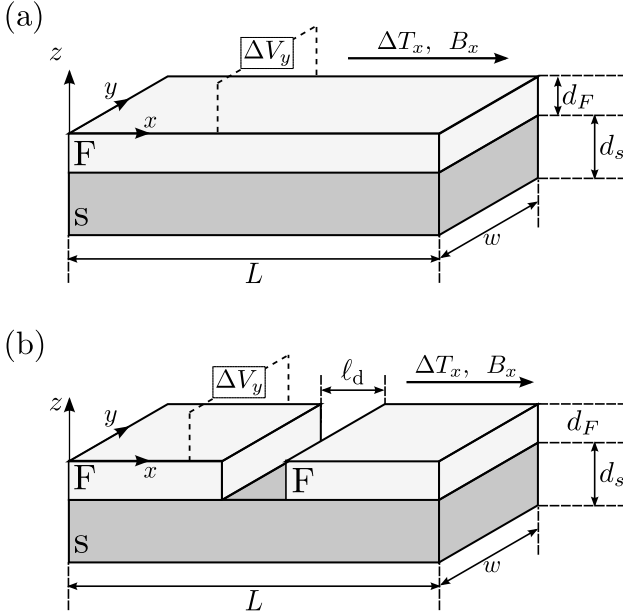 (a)
ΔV_y
ΔT_x, B_x
z
y
x
F
d_F
d_s
s
w
L
(b)
ΔV_y
ℓ_d
ΔT_x, B_x
z
y
x
F
F
d_F
d_s
s
w
L